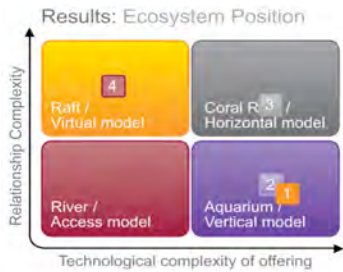 Results: Ecosystem Position
Relationship Complexity
4
Raft /
Virtual model
3
Coral R /
Horizontal model
River /
Access model
2
1
Aquarium /
Vertical model
Technological complexity of offering